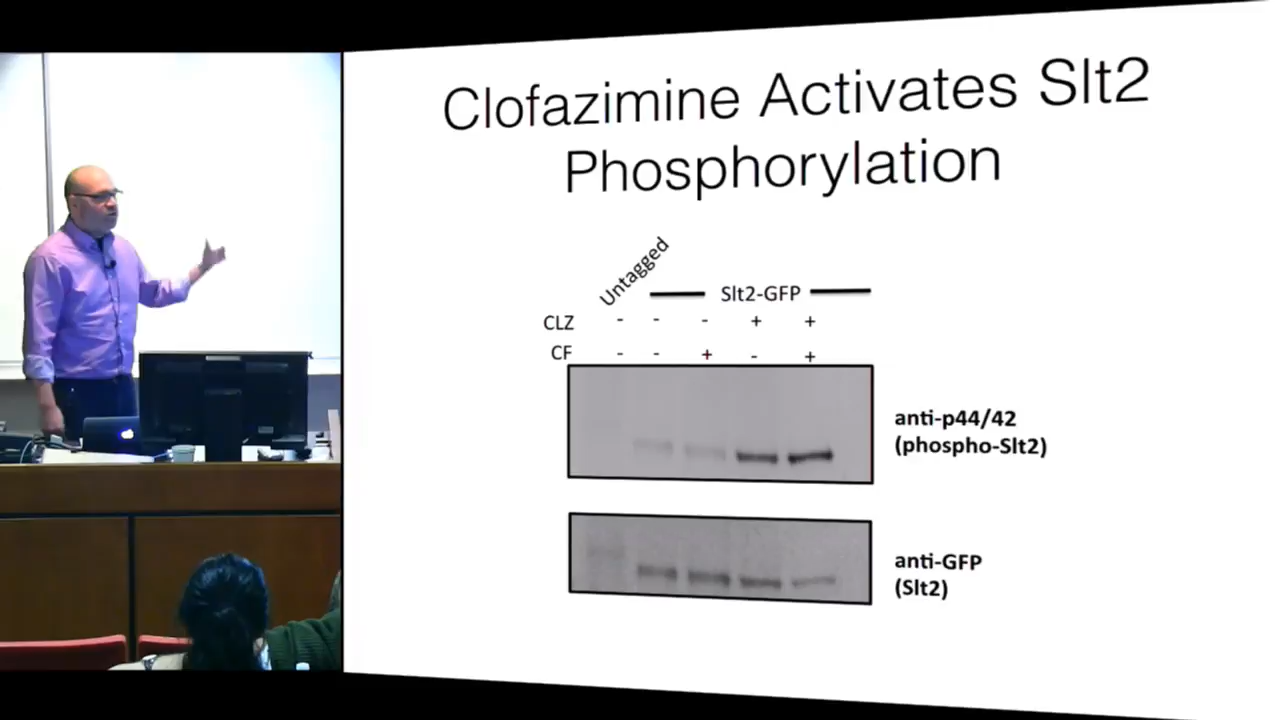 Clofazimine Activates Slt2
Phosphorylation
Untagged
Slt2-GFP
CLZ - - - + +
CF - - + - +
anti-p44/42
(phospho-Slt2)
anti-GFP
(Slt2)